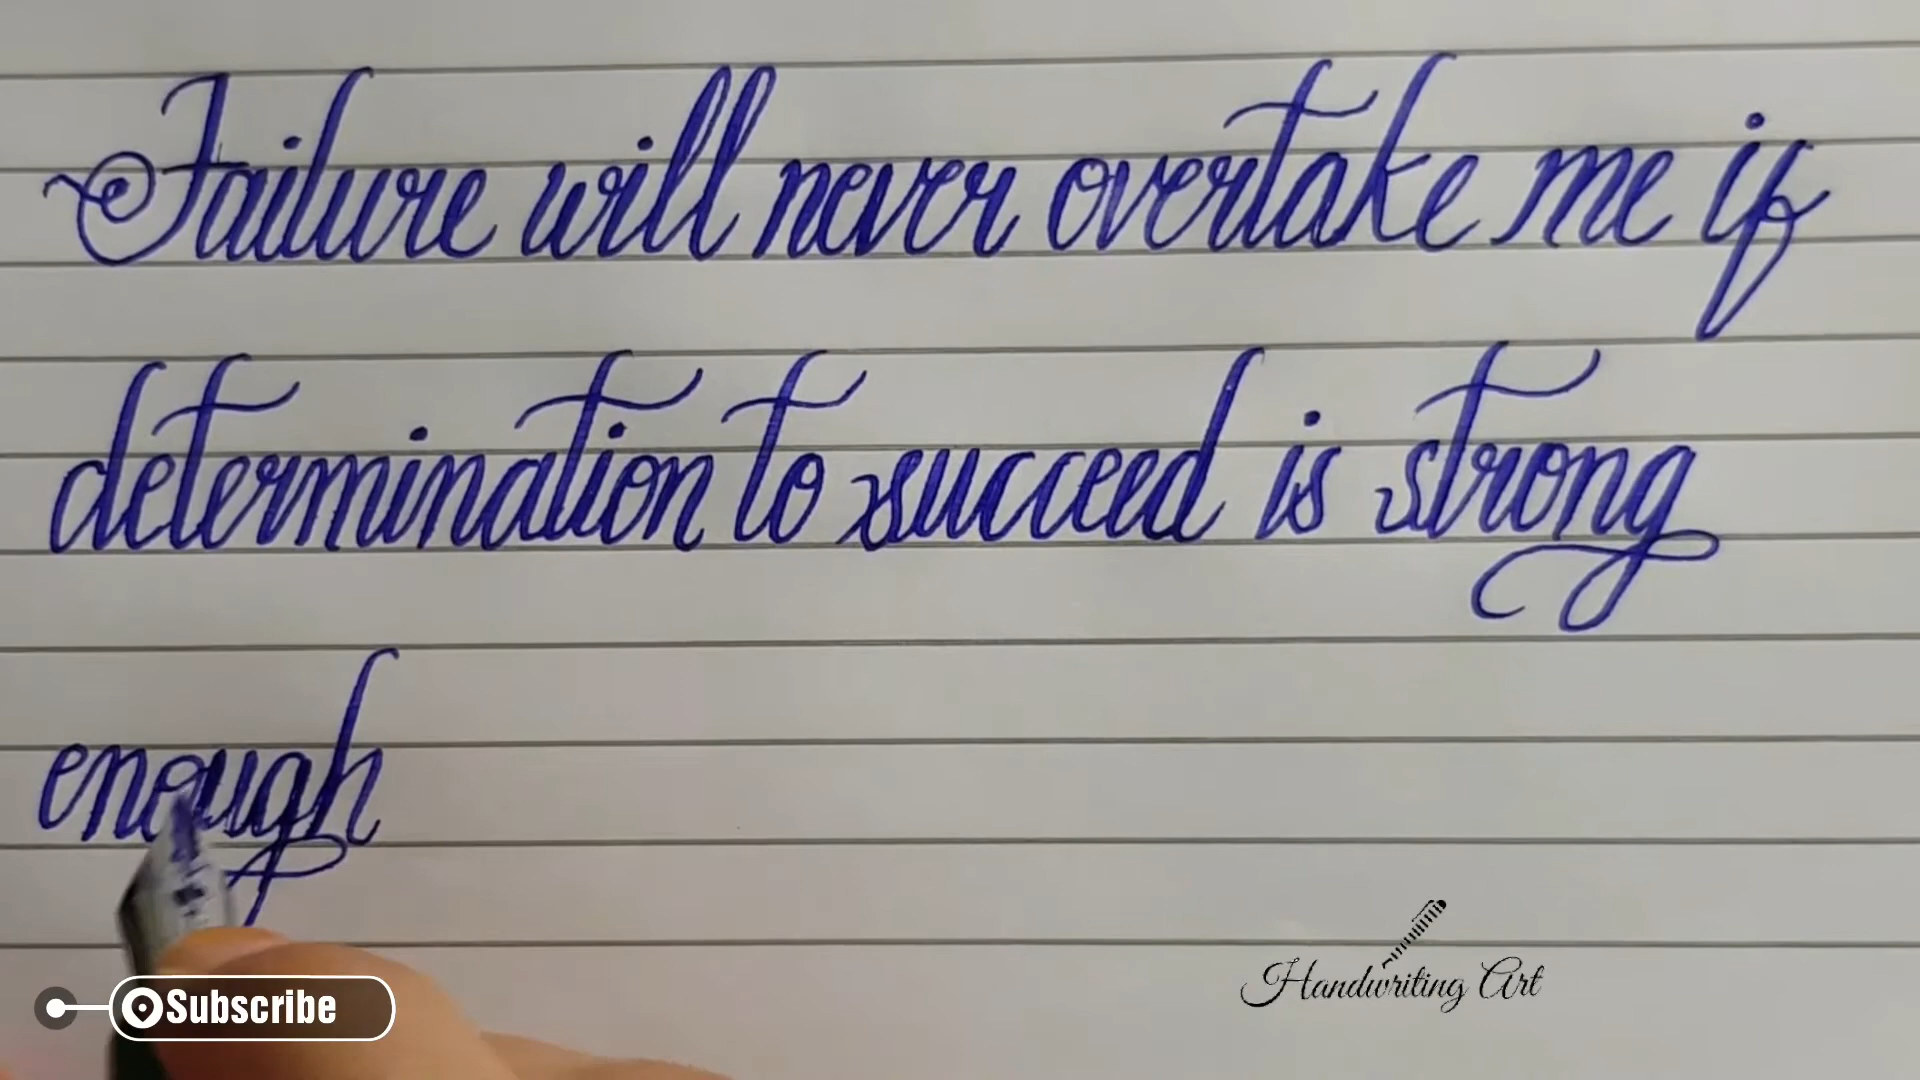 Failure will never overtake me if
determination to succeed is strong
enough
Handwriting Art
Subscribe